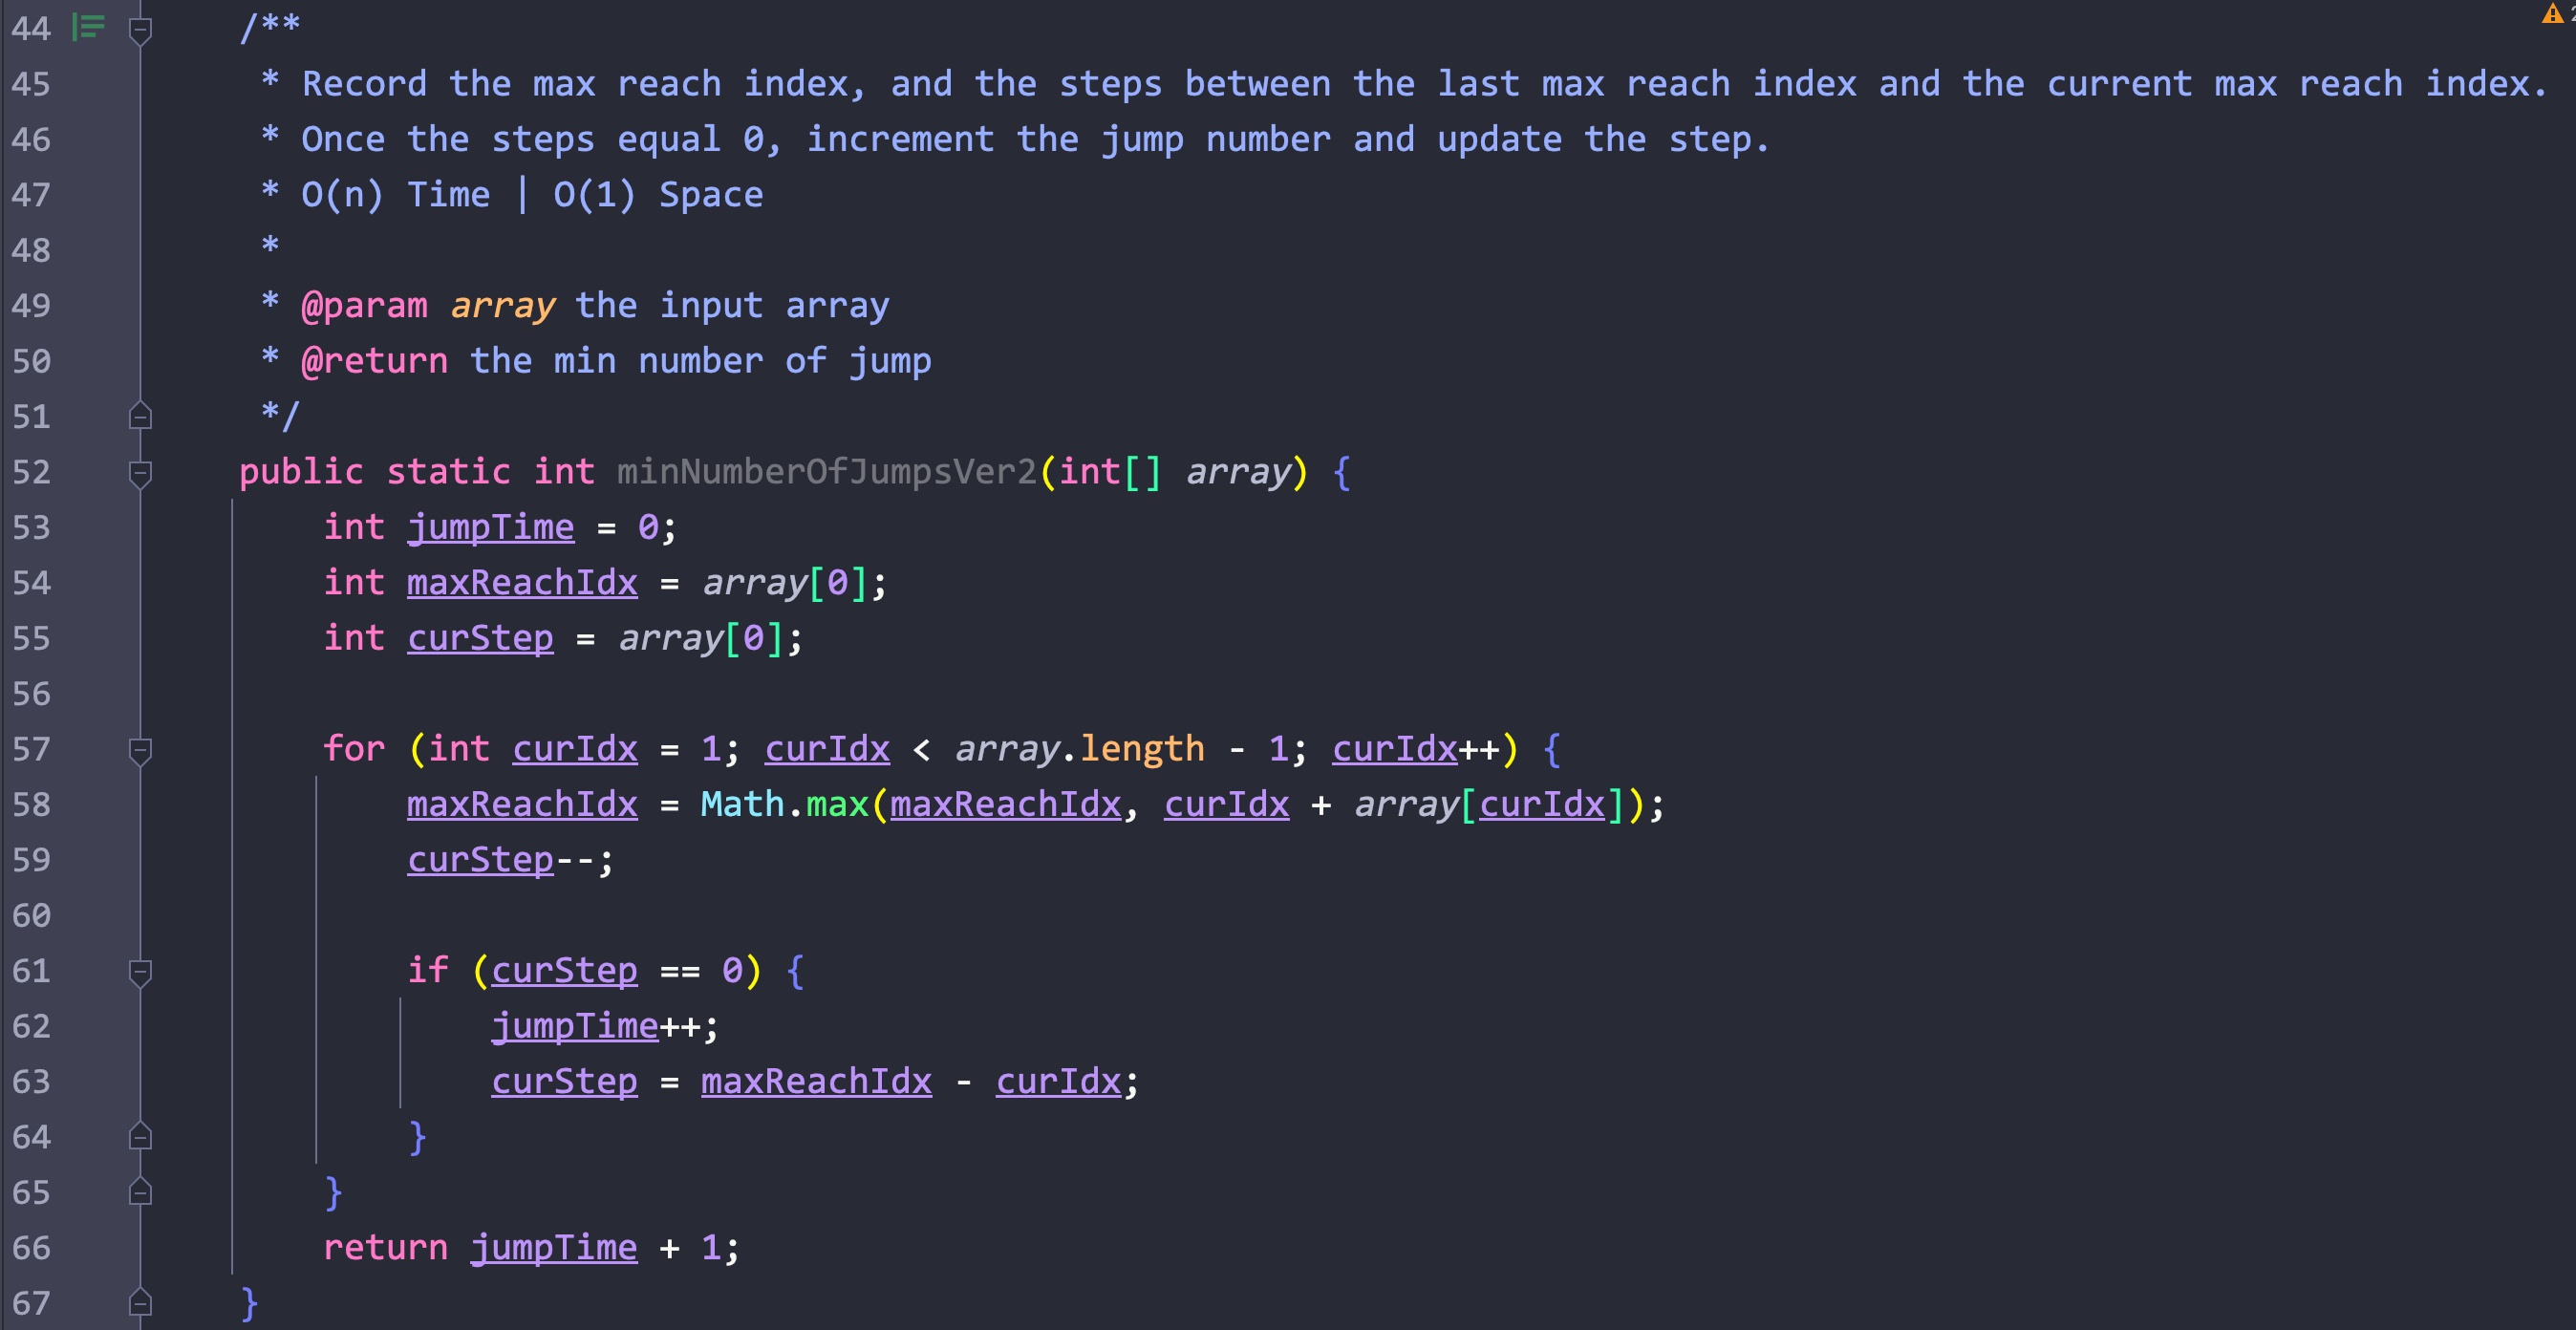 44 /**
45 * Record the max reach index, and the steps between the last max reach index and the current max reach index.
46 * Once the steps equal 0, increment the jump number and update the step.
47 * O(n) Time | O(1) Space
48 *
49 * @param array the input array
50 * @return the min number of jump
51 */
52 public static int minNumberOfJumpsVer2(int[] array) {
53 int jumpTime = 0;
54 int maxReachIdx = array[0];
55 int curStep = array[0];
56
57 for (int curIdx = 1; curIdx < array.length - 1; curIdx++) {
58 maxReachIdx = Math.max(maxReachIdx, curIdx + array[curIdx]);
59 curStep--;
60
61 if (curStep == 0) {
62 jumpTime++;
63 curStep = maxReachIdx - curIdx;
64 }
65 }
66 return jumpTime + 1;
67 }